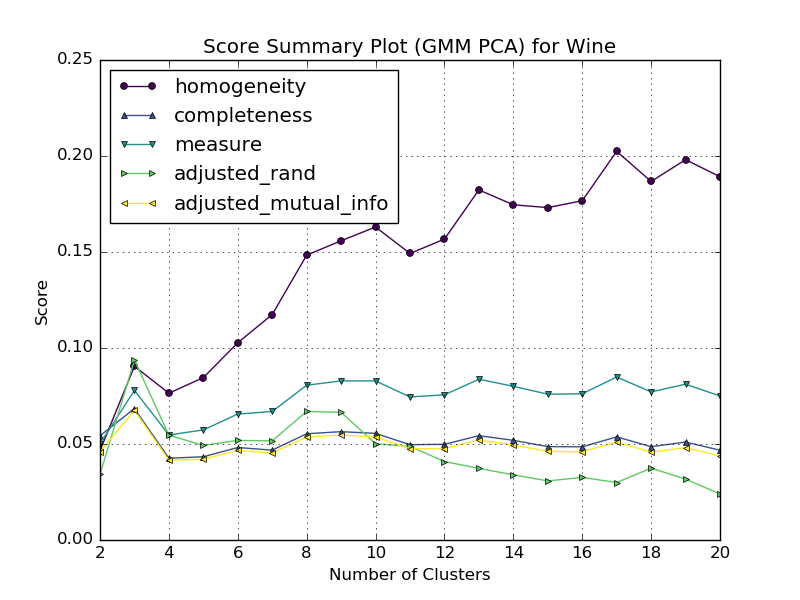 Score Summary Plot (GMM PCA) for Wine
0.25
0.20
0.15
0.10
0.05
0.00
Score
homogeneity
completeness
measure
adjusted_rand
adjusted_mutual_info
2 4 6 8 10 12 14 16 18 20
Number of Clusters